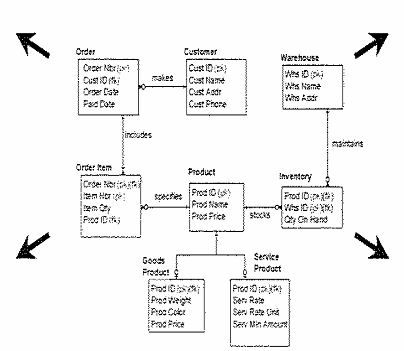 Order
Order Nbr {pk}
Cust ID {fk}
Order Date
Paid Date
makes
Customer
Cust ID {pk}
Cust Name
Cust Addr
Cust Phone
Warehouse
Whs ID {pk}
Whs Name
Whs Addr
includes
maintains
Order Item
Order Nbr {pk}{fk}
Item Nbr {pk}
Item Qty
Prod ID {fk}
specifies
Product
Prod ID {pk}
Prod Name
Prod Price
stocks
Inventory
Prod ID {pk}{fk}
Whs ID {pk}{fk}
Qty On Hand
Goods
Product
Prod ID {pk}{fk}
Prod Weight
Prod Color
Prod Price
Service
Product
Prod ID {pk}{fk}
Serv Rate
Serv Rate Unit
Serv Min Amount